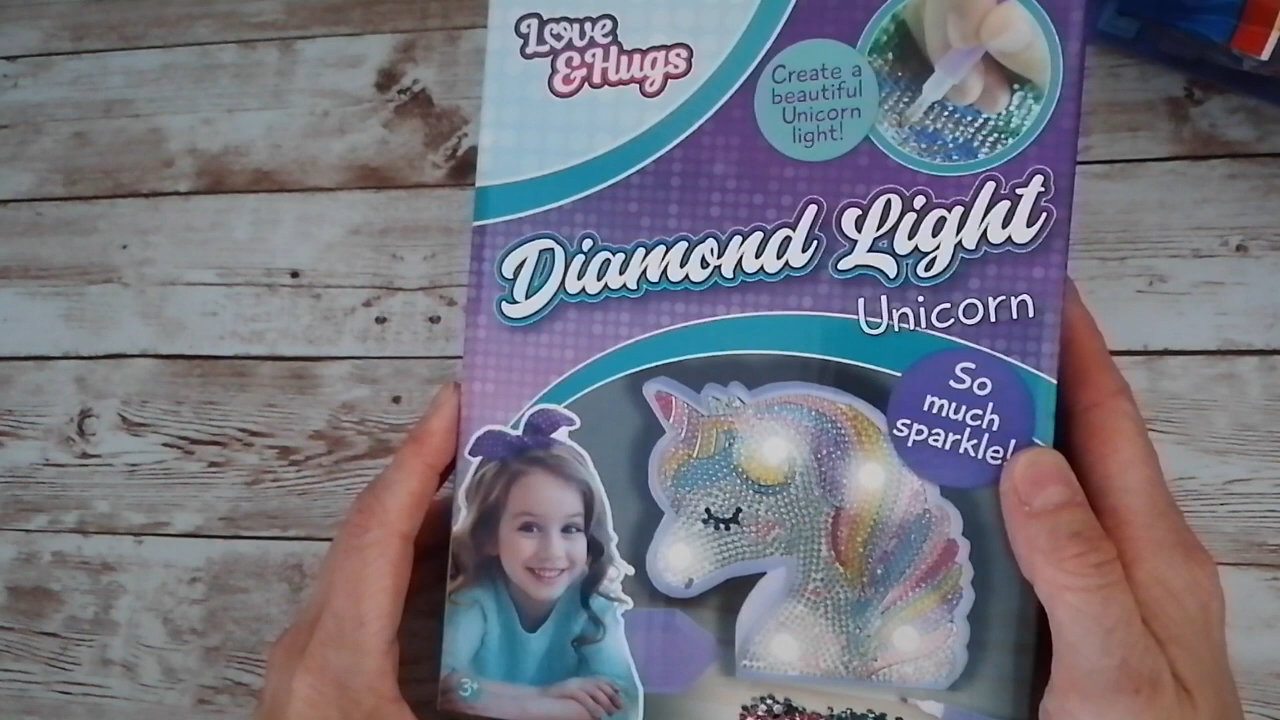 Love
&Hugs
Create a
beautiful
Unicorn
light!
Diamond Light
Unicorn
So
much
sparkle!
3+